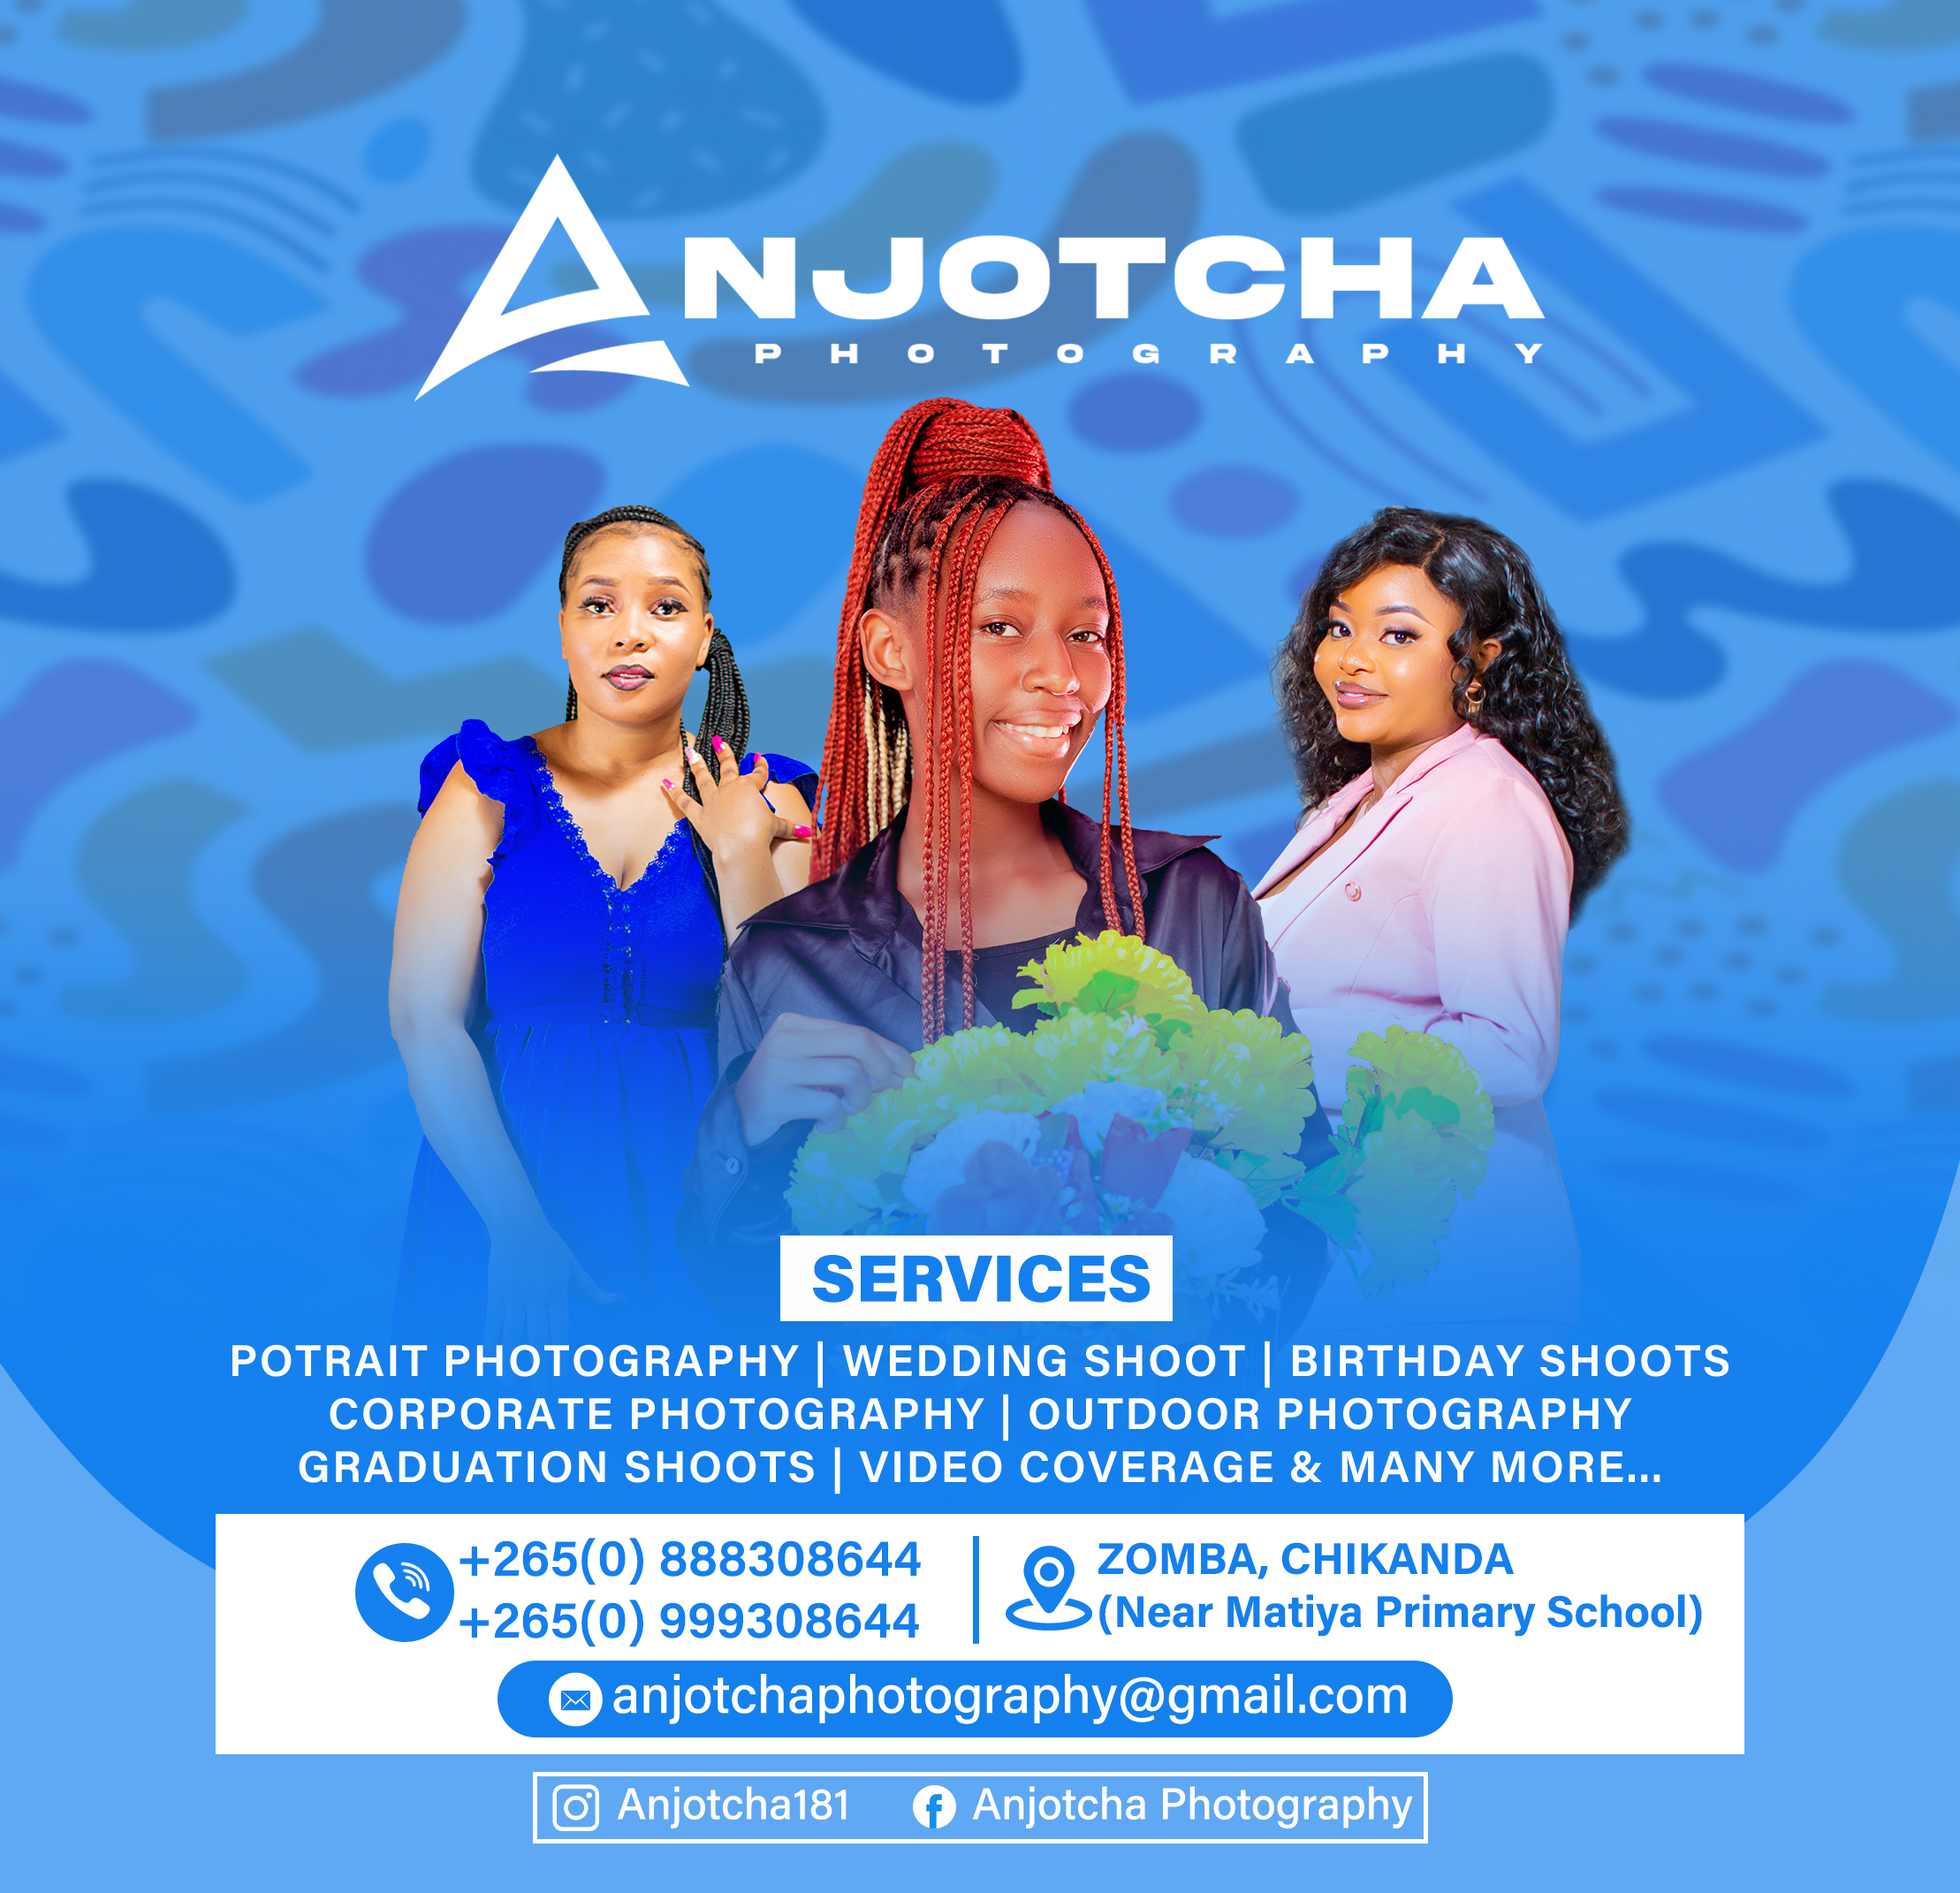 ANJOTCHA
PHOTOGRAPHY
SERVICES
POTRAIT PHOTOGRAPHY | WEDDING SHOOT | BIRTHDAY SHOOTS
CORPORATE PHOTOGRAPHY | OUTDOOR PHOTOGRAPHY
GRADUATION SHOOTS | VIDEO COVERAGE & MANY MORE...
+265(0) 888308644
+265(0) 999308644
ZOMBA, CHIKANDA
(Near Matiya Primary School)
anjotchaphotography@gmail.com
Anjotcha181
Anjotcha Photography